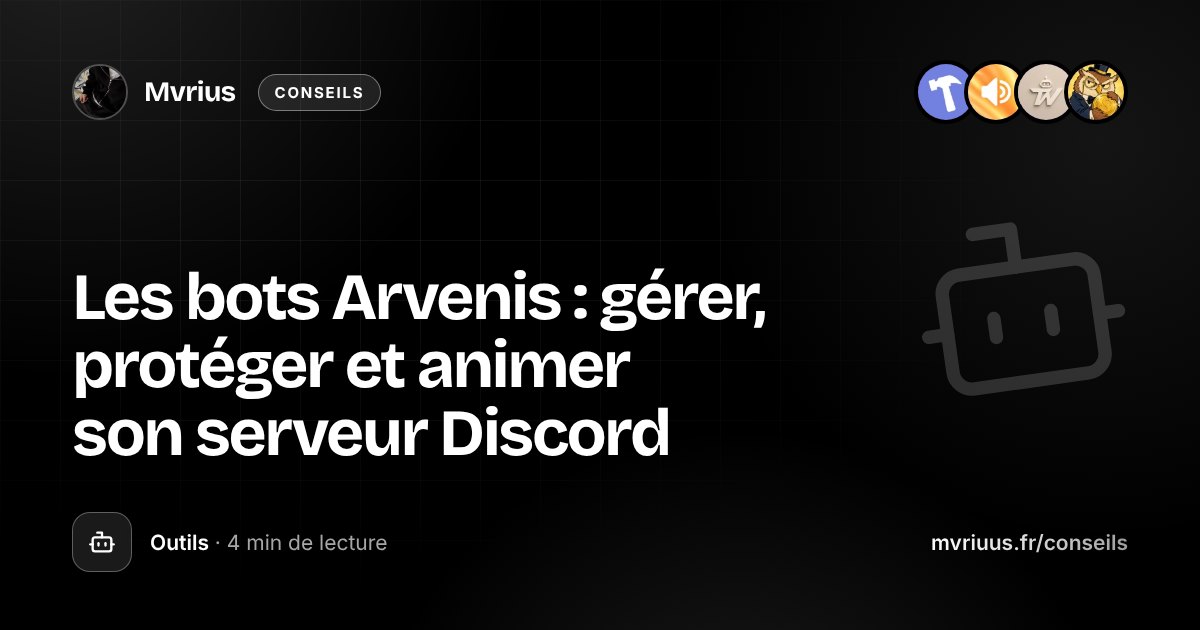 Mvrius
CONSEILS
Les bots Arvenis : gérer,
protéger et animer
son serveur Discord
Outils · 4 min de lecture
mvriuus.fr/conseils